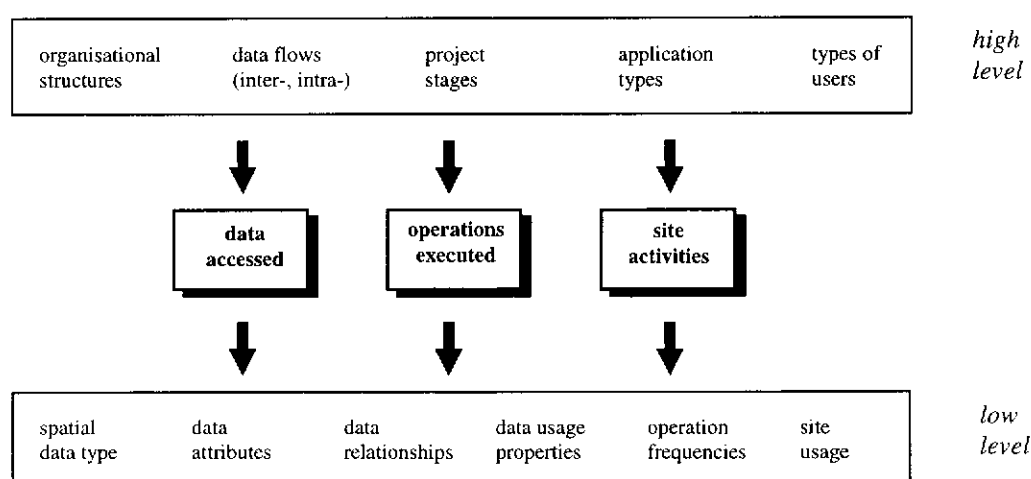 organisational data flows project application types of
structures (inter-, intra-) stages types users
high
level
data
accessed
operations
executed
site
activities
spatial data data data usage operation site
data type attributes relationships properties frequencies usage
low
level